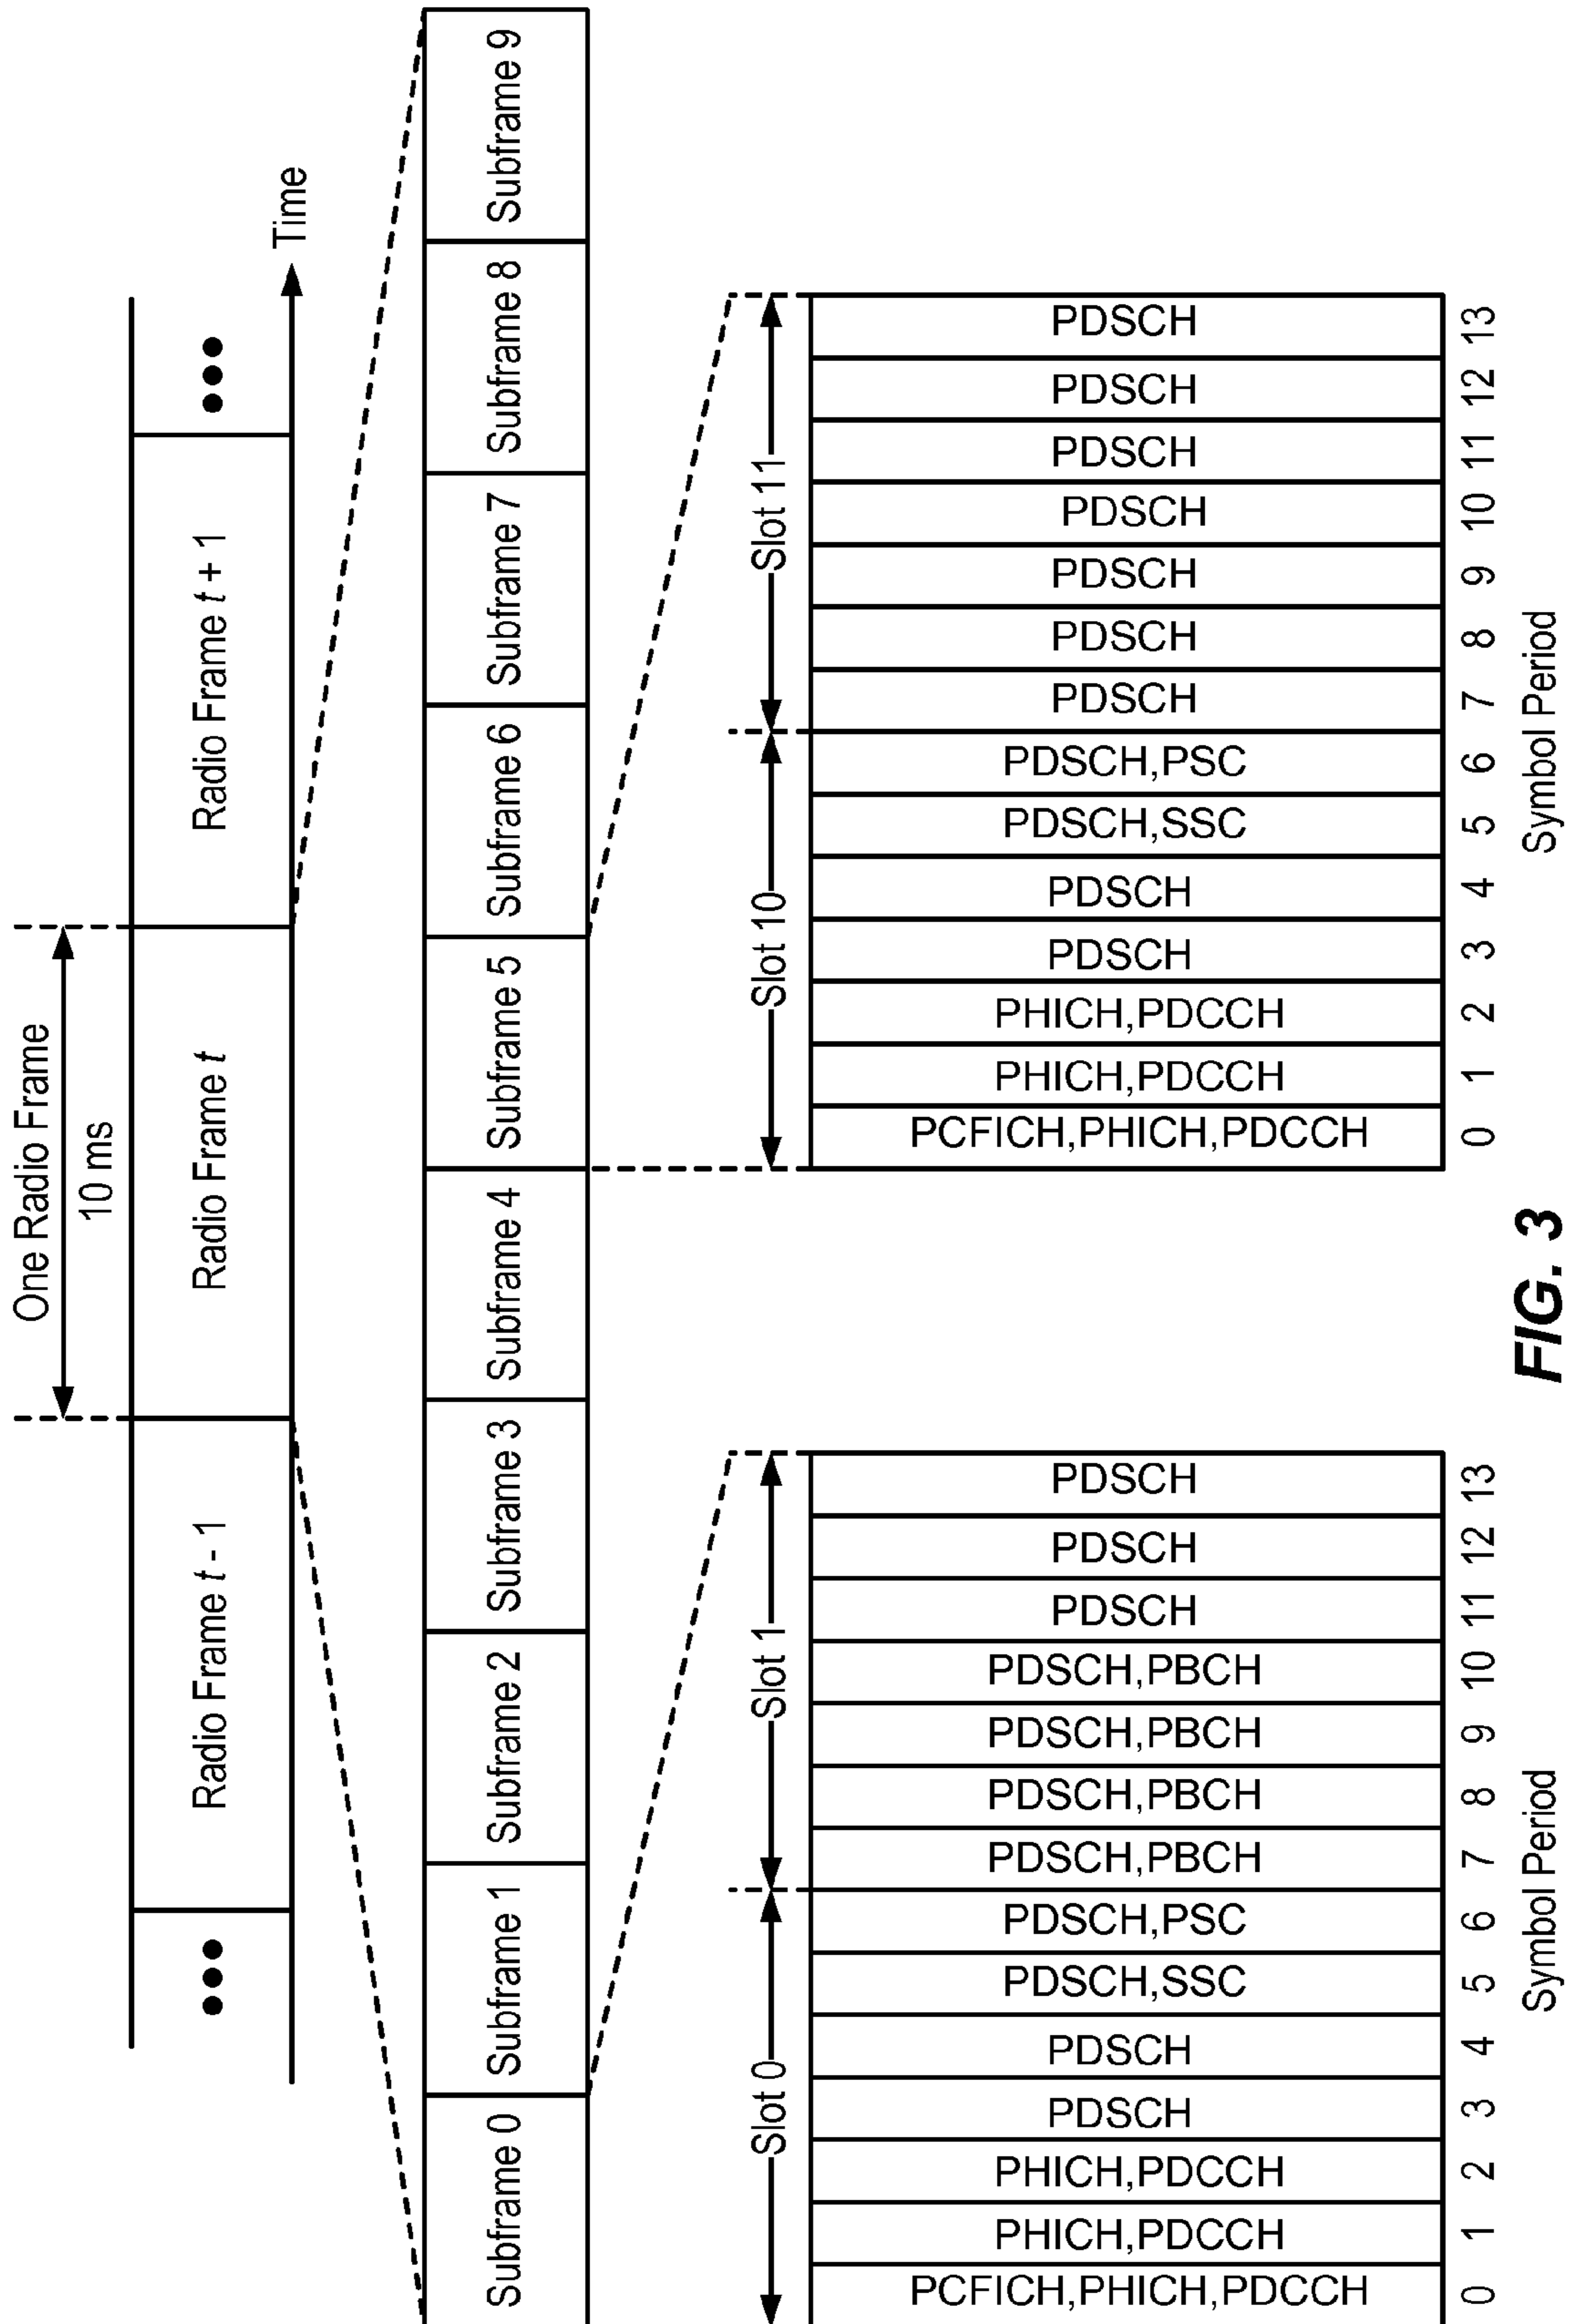 One Radio Frame
10 ms
Radio Frame t - 1
Radio Frame t
Radio Frame t + 1
Time
Subframe 0
Subframe 1
Subframe 2
Subframe 3
Subframe 4
Subframe 5
Subframe 6
Subframe 7
Subframe 8
Subframe 9
Slot 0
Slot 1
PCFICH,PHICH,PDCCH
PHICH,PDCCH
PHICH,PDCCH
PDSCH
PDSCH
PDSCH,SSC
PDSCH,PSC
PDSCH,PBCH
PDSCH,PBCH
PDSCH,PBCH
PDSCH,PBCH
PDSCH
PDSCH
PDSCH
0 1 2 3 4 5 6 7 8 9 10 11 12 13
Symbol Period
Slot 10
Slot 11
PCFICH,PHICH,PDCCH
PHICH,PDCCH
PHICH,PDCCH
PDSCH
PDSCH
PDSCH,SSC
PDSCH,PSC
PDSCH
PDSCH
PDSCH
PDSCH
PDSCH
PDSCH
PDSCH
0 1 2 3 4 5 6 7 8 9 10 11 12 13
Symbol Period
FIG. 3